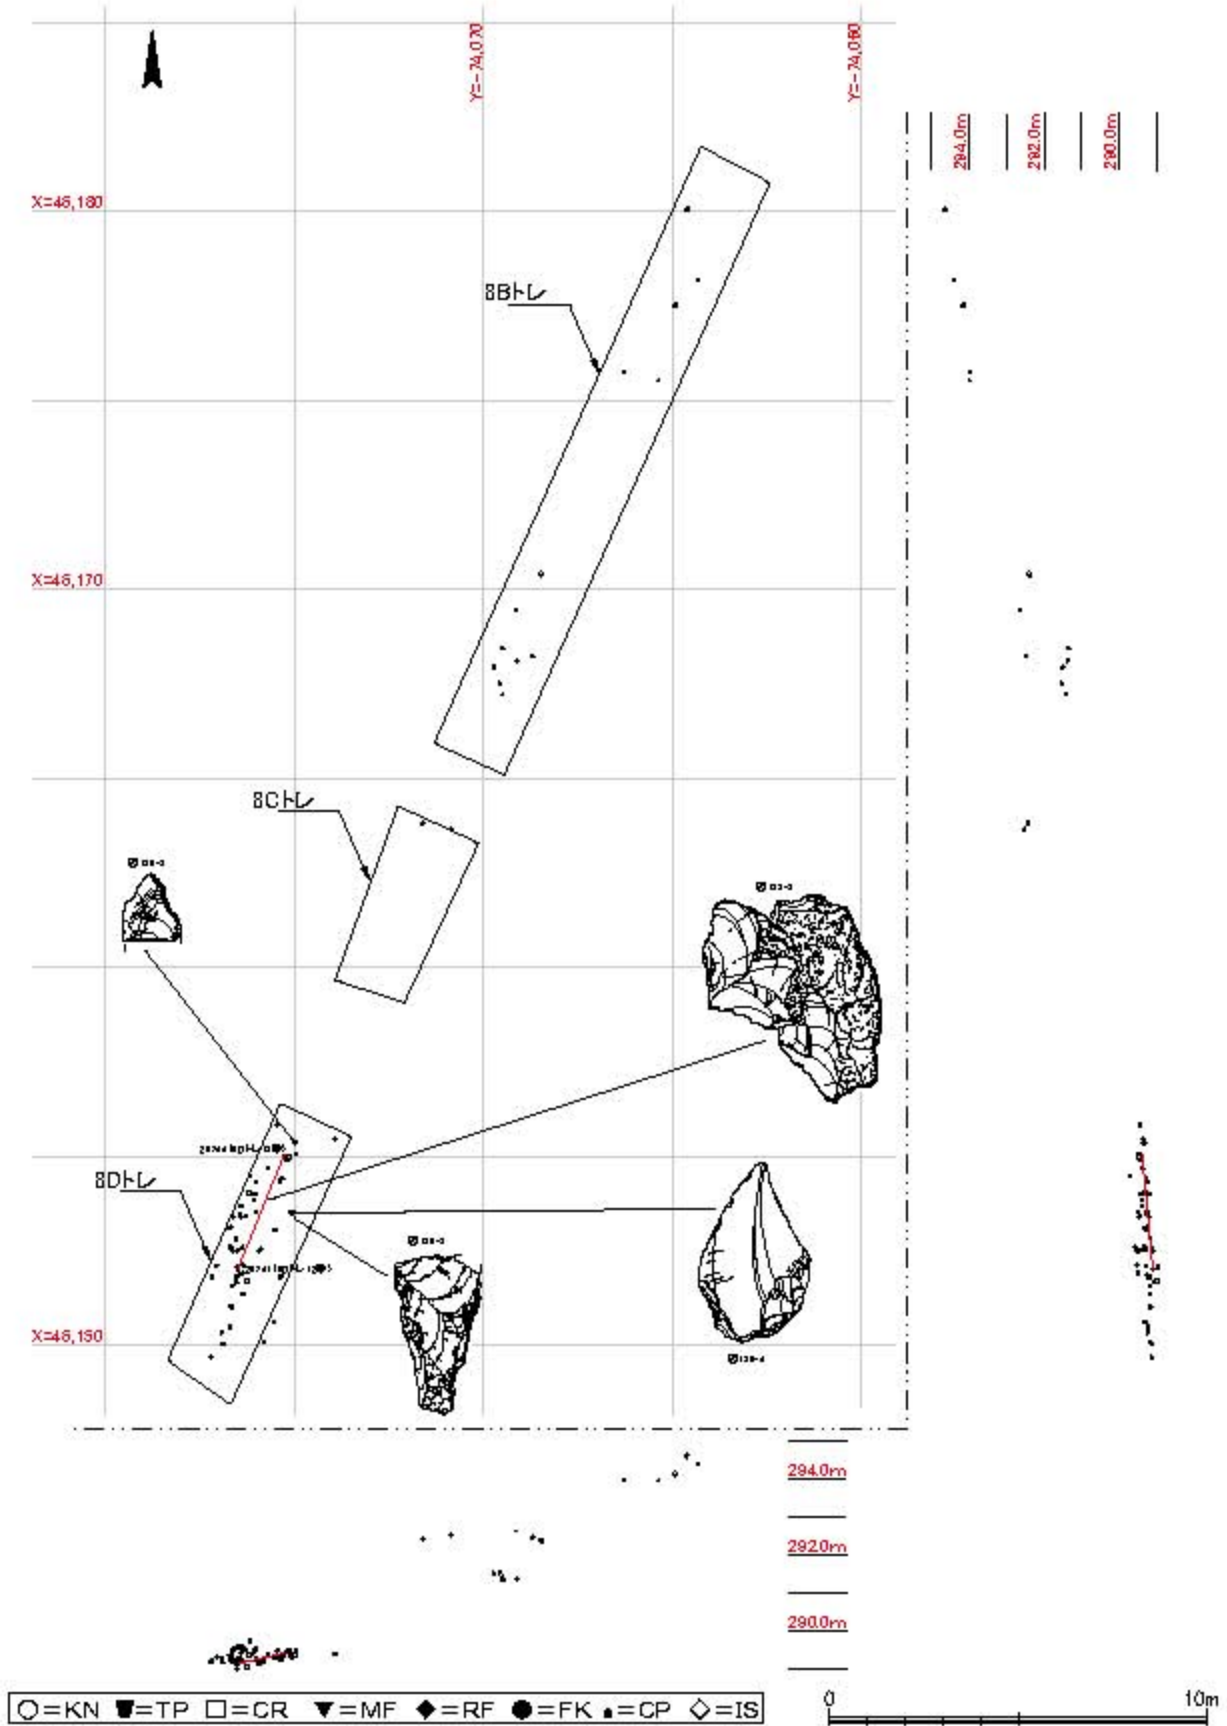 Y=-74,070
Y=-74,060
294.0m
292.0m
290.0m
X=46,180
8Bトレ
X=46,170
8Cトレ
8Dトレ
X=46,150
294.0m
292.0m
290.0m
○=KN ▼=TP □=CR ▼=MF ◆=RF ●=FK ▲=CP ◇=IS
0 10m